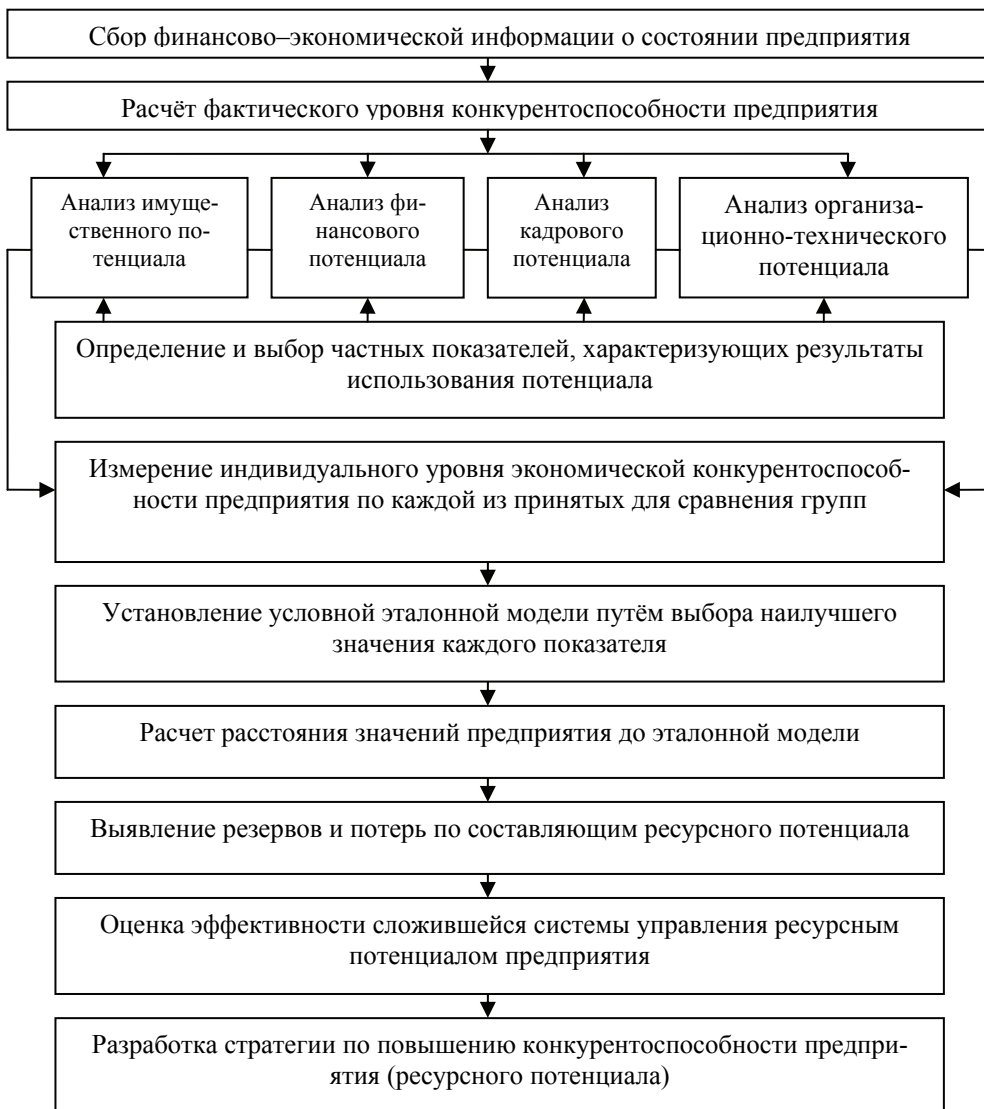 Сбор финансово–экономической информации о состоянии предприятия
Расчёт фактического уровня конкурентоспособности предприятия
Анализ имуще-
ственного по-
тенциала
Анализ фи-
нансового
потенциала
Анализ
кадрового
потенциала
Анализ организа-
ционно-технического
потенциала
Определение и выбор частных показателей, характеризующих результаты
использования потенциала
Измерение индивидуального уровня экономической конкурентоспособ-
ности предприятия по каждой из принятых для сравнения групп
Установление условной эталонной модели путём выбора наилучшего
значения каждого показателя
Расчет расстояния значений предприятия до эталонной модели
Выявление резервов и потерь по составляющим ресурсного потенциала
Оценка эффективности сложившейся системы управления ресурсным
потенциалом предприятия
Разработка стратегии по повышению конкурентоспособности предпри-
ятия (ресурсного потенциала)